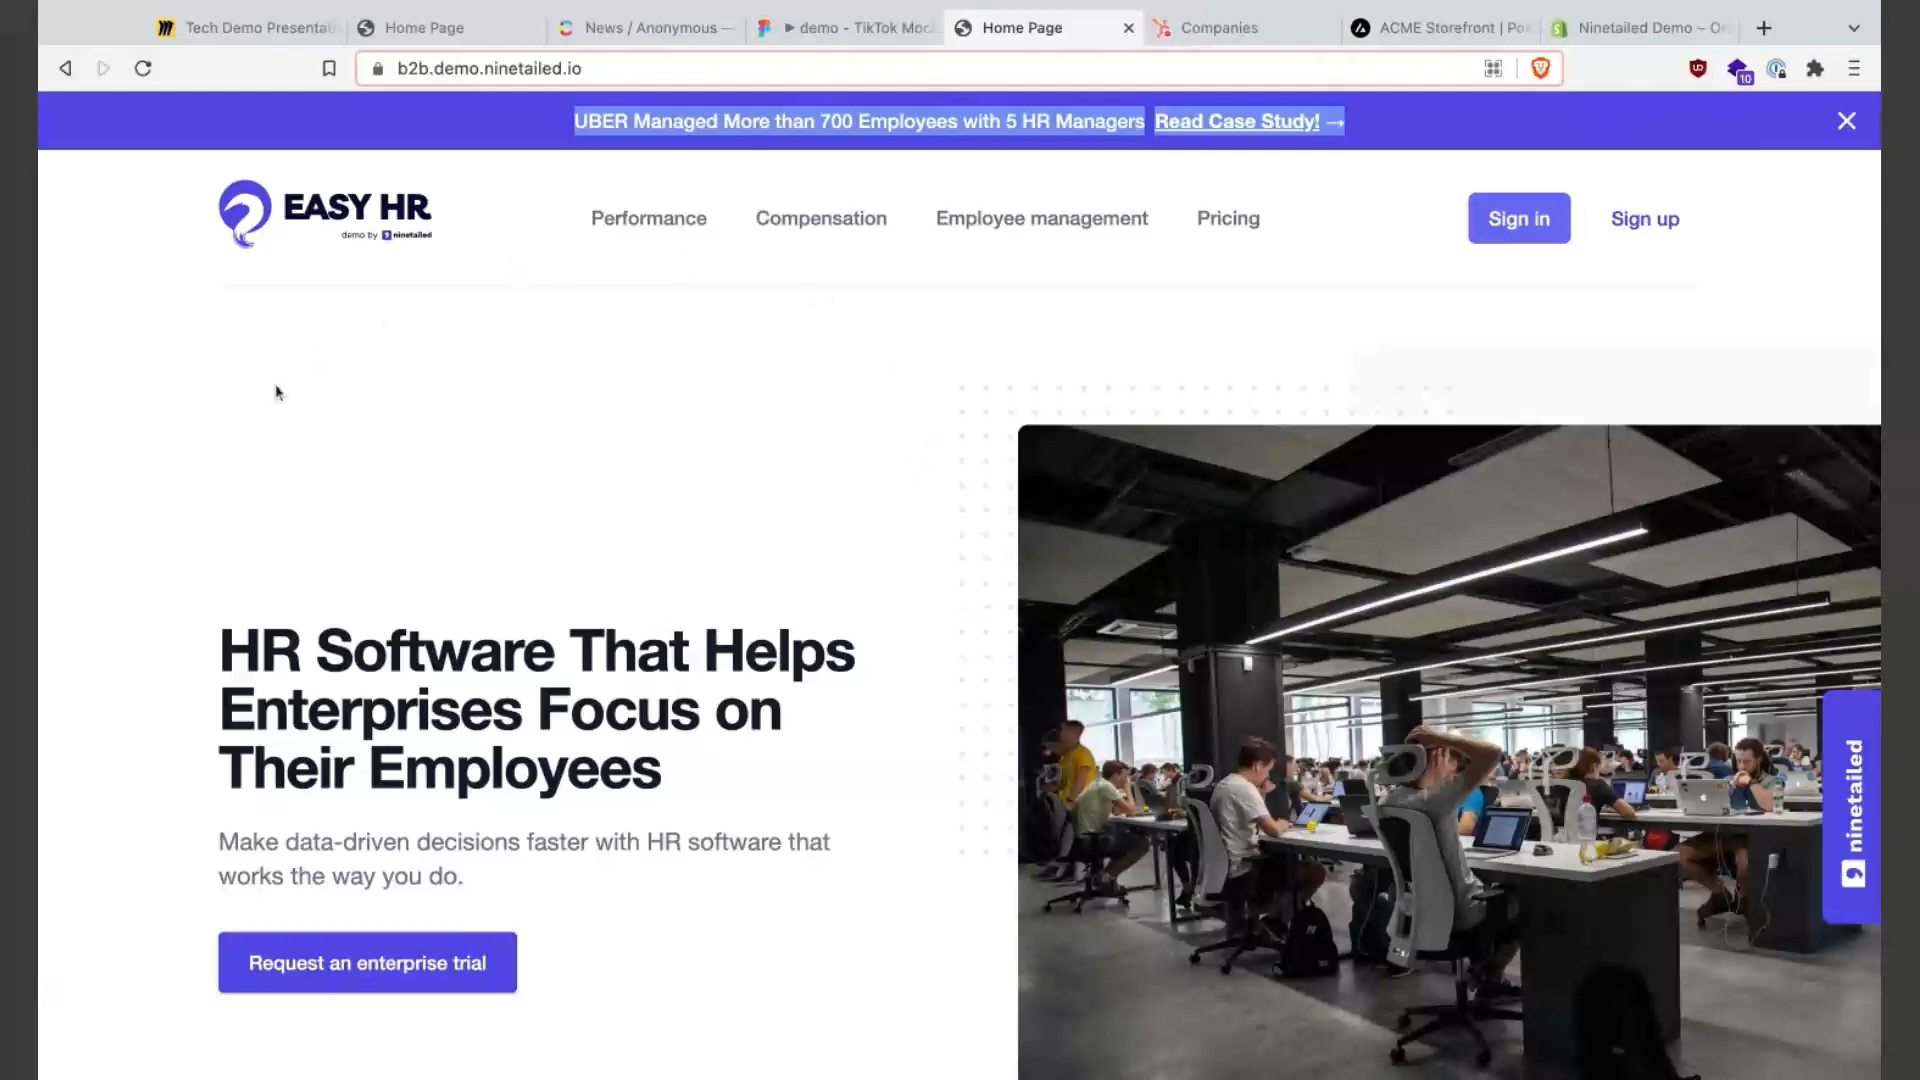 Tech Demo Presentati
Home Page
News / Anonymous —
▶ demo - TikTok Moc
Home Page
Companies
ACME Storefront | Po
Ninetailed Demo ~ O
b2b.demo.ninetailed.io
10
UBER Managed More than 700 Employees with 5 HR Managers Read Case Study! →
EASY HR
demo by ninetailed
Performance
Compensation
Employee management
Pricing
Sign in
Sign up
HR Software That Helps
Enterprises Focus on
Their Employees
Make data-driven decisions faster with HR software that
works the way you do.
Request an enterprise trial
ninetailed